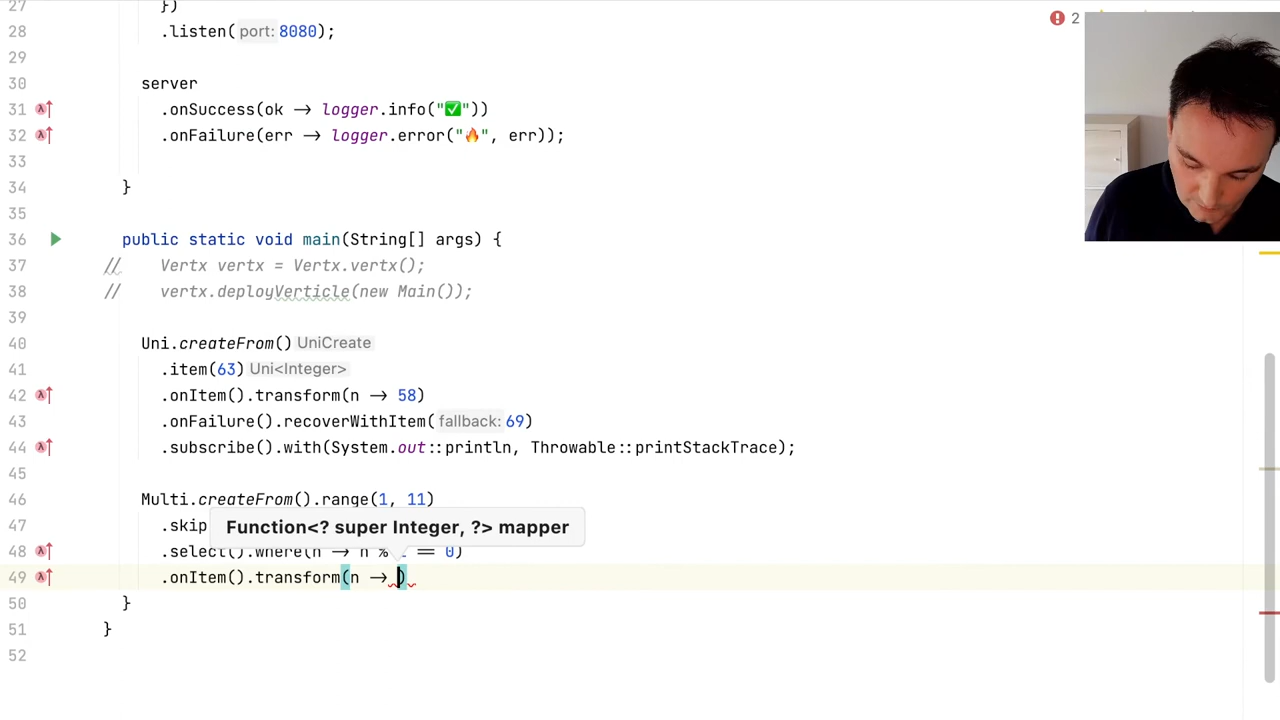 27 })
28 .listen( port: 8080);
29
30 server
31 .onSuccess(ok -> logger.info("✅"))
32 .onFailure(err -> logger.error("🔥", err));
33
34 }
35
36 public static void main(String[] args) {
37 // Vertx vertx = Vertx.vertx();
38 // vertx.deployVerticle(new Main());
39
40 Uni.createFrom() UniCreate
41 .item(63) Uni<Integer>
42 .onItem().transform(n -> 58)
43 .onFailure().recoverWithItem( fallback: 69)
44 .subscribe().with(System.out::println, Throwable::printStackTrace);
45
46 Multi.createFrom().range(1, 11)
47 .skip
Function<? super Integer, ?> mapper
48 .select().where(n -> n % == 0)
49 .onItem().transform(n -> )
50 }
51 }
52
2